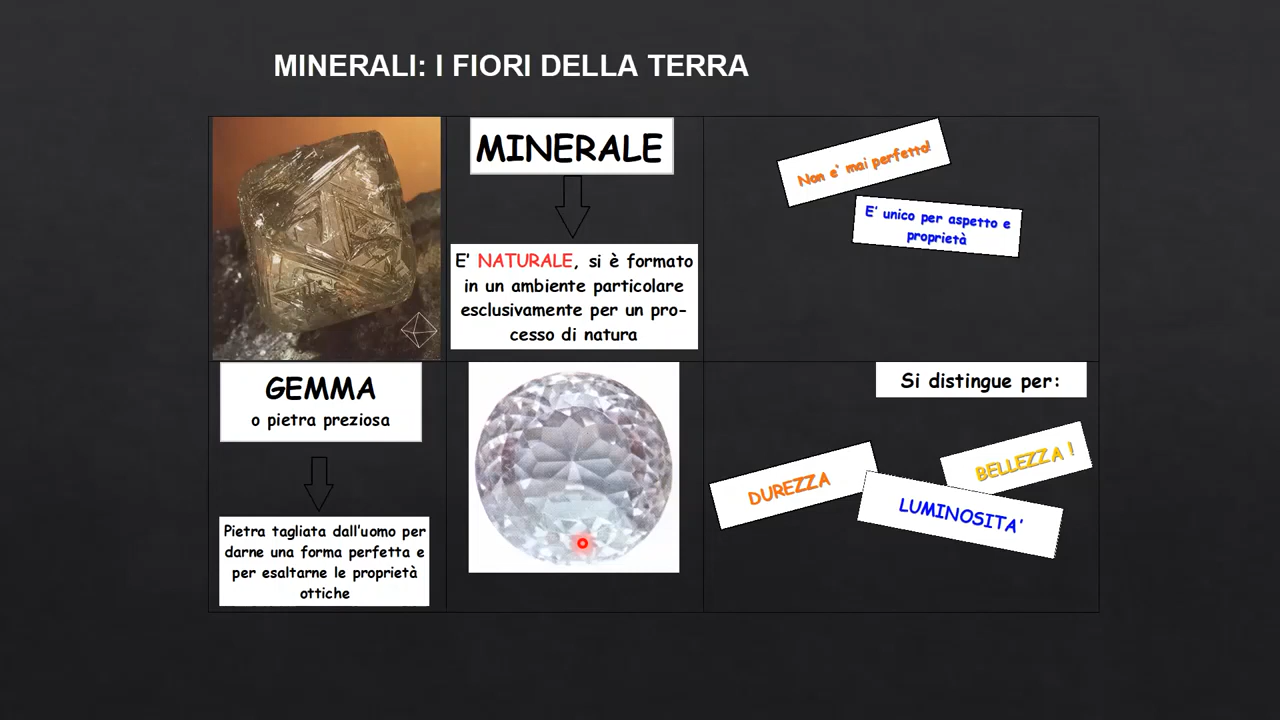 MINERALI: I FIORI DELLA TERRA
MINERALE
E' NATURALE, si è formato
in un ambiente particolare
esclusivamente per un pro-
cesso di natura
Non e' mai perfetto!
E' unico per aspetto e
proprietà
GEMMA
o pietra preziosa
Pietra tagliata dall'uomo per
darne una forma perfetta e
per esaltarne le proprietà
ottiche
Si distingue per:
DUREZZA
BELLEZZA !
LUMINOSITA'